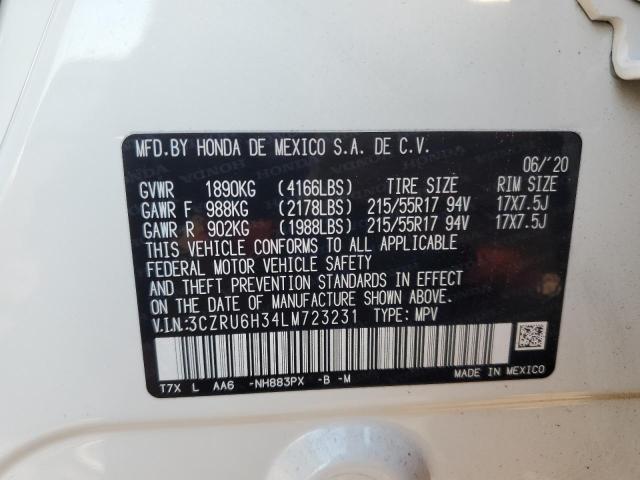 MFD.BY HONDA DE MEXICO S.A. DE C.V.
06/'20
GVWR 1890KG (4166LBS) TIRE SIZE RIM SIZE
GAWR F 988KG (2178LBS) 215/55R17 94V 17X7.5J
GAWR R 902KG (1988LBS) 215/55R17 94V 17X7.5J
THIS VEHICLE CONFORMS TO ALL APPLICABLE
FEDERAL MOTOR VEHICLE SAFETY
AND THEFT PREVENTION STANDARDS IN EFFECT
ON THE DATE OF MANUFACTURE SHOWN ABOVE.
V.I.N:3CZRU6H34LM723231 TYPE: MPV
T7X L AA6 -NH883PX -B -M
MADE IN MEXICO